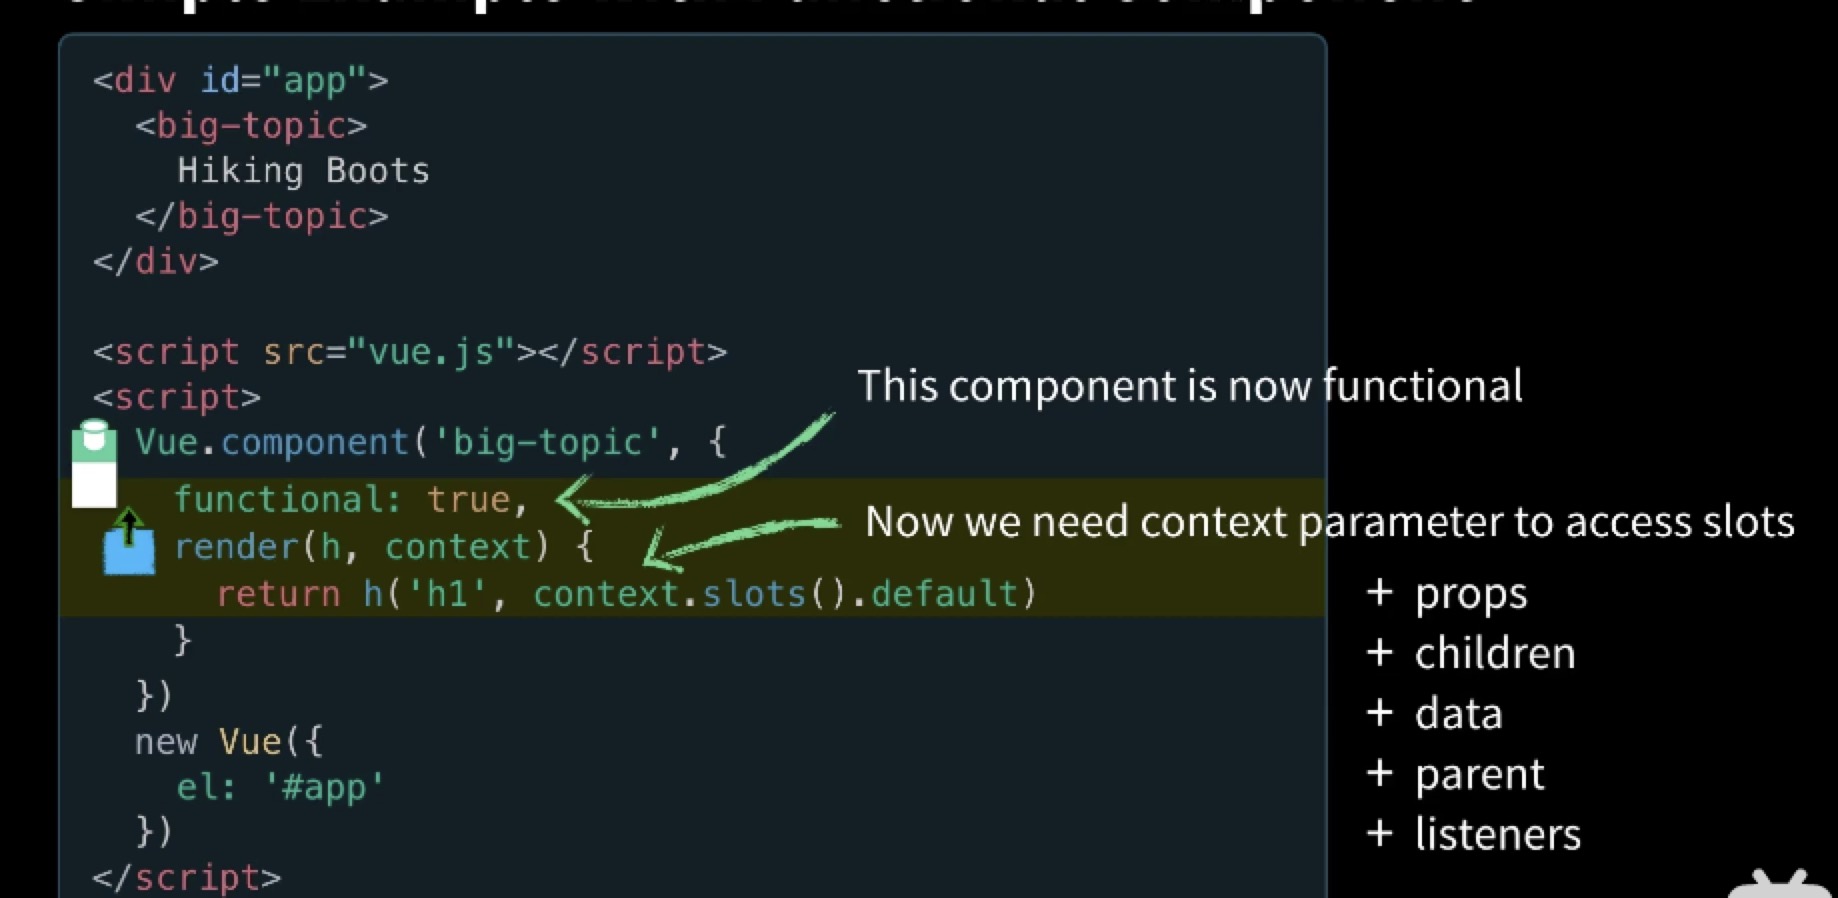 <div id="app">
<big-topic>
Hiking Boots
</big-topic>
</div>
<script src="vue.js"></script>
<script>
This component is now functional
Vue.component('big-topic', {
functional: true,
Now we need context parameter to access slots
render(h, context) {
return h('h1', context.slots().default)
+ props
}
+ children
})
+ data
new Vue({
+ parent
el: '#app'
})
+ listeners
</script>